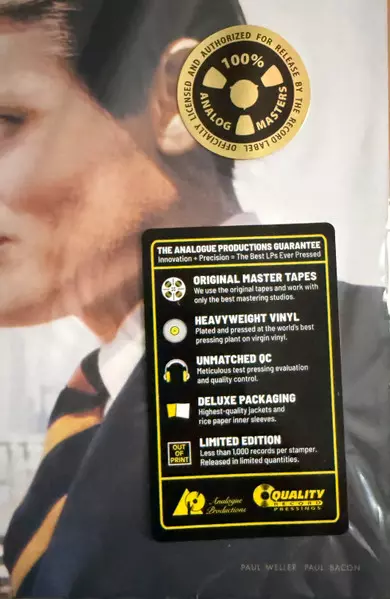 OFFICIALLY LICENSED AND AUTHORIZED FOR RELEASE BY THE RECORD LABEL
100%
ANALOG MASTERS
THE ANALOGUE PRODUCTIONS GUARANTEE
Innovation + Precision = The Best LPs Ever Pressed
ORIGINAL MASTER TAPES
We use the original tapes and work with
only the best mastering studios.
HEAVYWEIGHT VINYL
Plated and pressed at the world's best
pressing plant on virgin vinyl.
UNMATCHED QC
Meticulous test pressing evaluation
and quality control.
DELUXE PACKAGING
Highest-quality jackets and
rice paper inner sleeves.
OUT OF PRINT
LIMITED EDITION
Less than 1,000 records per stamper.
Released in limited quantities.
Analogue
Productions
QUALITY
RECORD
PRESSINGS
PAUL WELLER PAUL BACON